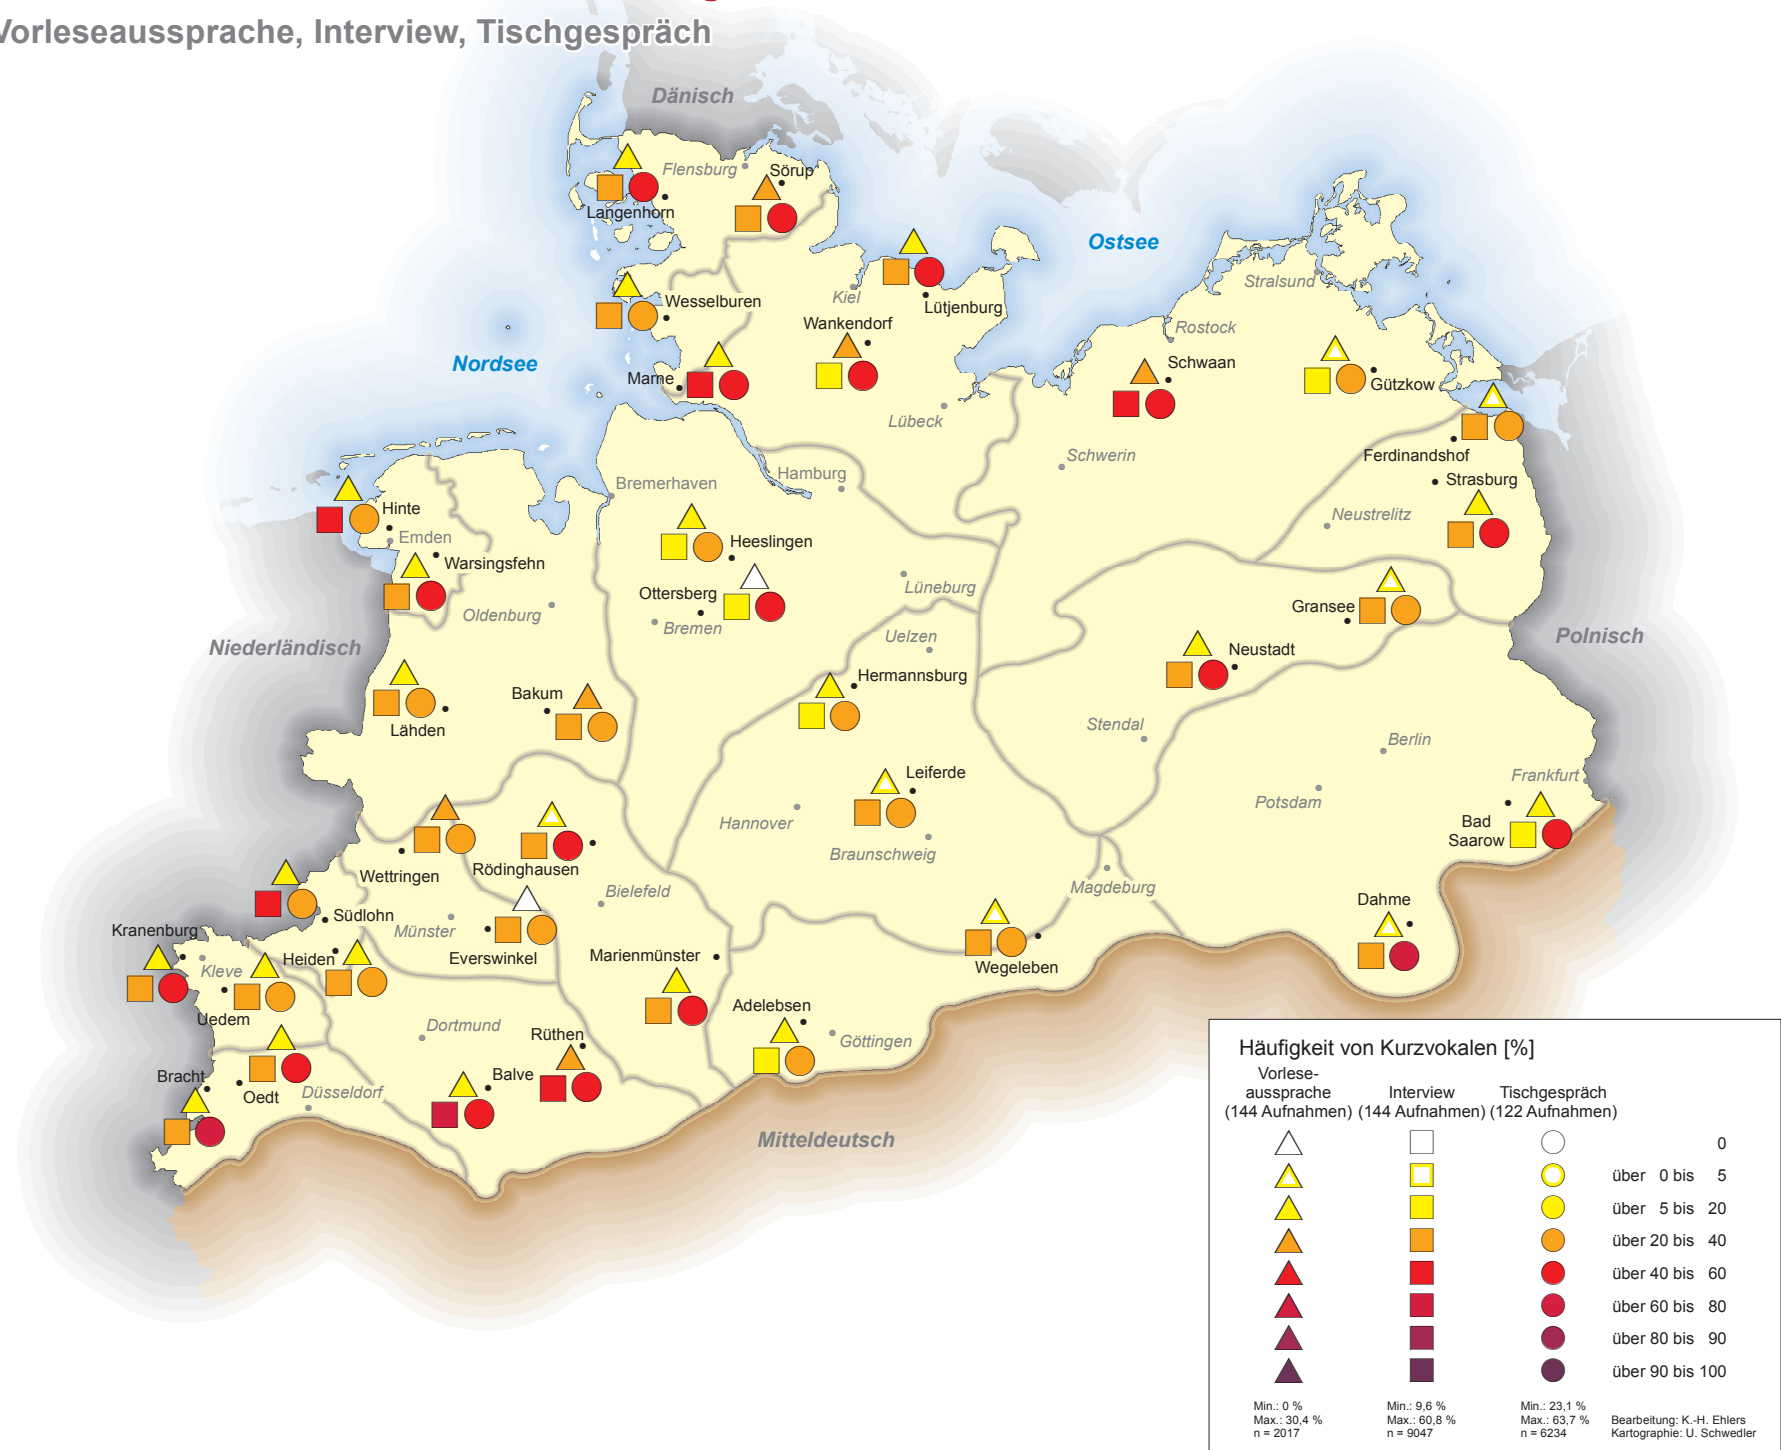 Vorleseaussprache, Interview, Tischgespräch
Dänisch
Flensburg
Sörup
Langenhorn
Ostsee
Stralsund
Kiel
Wesselburen
Lütjenburg
Wankendorf
Rostock
Nordsee
Schwaan
Marne
Gützkow
Lübeck
Schwerin
Ferdinandshof
Hamburg
Strasburg
Bremerhaven
Hinte
Neustrelitz
Emden
Heeslingen
Warsingsfehn
Lüneburg
Ottersberg
Gransee
Oldenburg
Bremen
Uelzen
Polnisch
Niederländisch
Neustadt
Hermannsburg
Bakum
Stendal
Lähden
Berlin
Leiferde
Frankfurt
Potsdam
Hannover
Bad
Saarow
Braunschweig
Rödinghausen
Wettringen
Magdeburg
Bielefeld
Dahme
Südlohn
Kranenburg
Münster
Everswinkel
Marienmünster
Heiden
Wegeleben
Kleve
Adelebsen
Uedem
Dortmund
Rüthen
Göttingen
Balve
Bracht
Oedt
Düsseldorf
Mitteldeutsch
Häufigkeit von Kurzvokalen [%]
Vorlese-
aussprache Interview Tischgespräch
(144 Aufnahmen) (144 Aufnahmen) (122 Aufnahmen)
0
über 0 bis 5
über 5 bis 20
über 20 bis 40
über 40 bis 60
über 60 bis 80
über 80 bis 90
über 90 bis 100
Min.: 0 % Min.: 9,6 % Min.: 23,1 %
Max.: 30,4 % Max.: 60,8 % Max.: 63,7 % Bearbeitung: K.-H. Ehlers
n = 2017 n = 9047 n = 6234 Kartographie: U. Schwedler